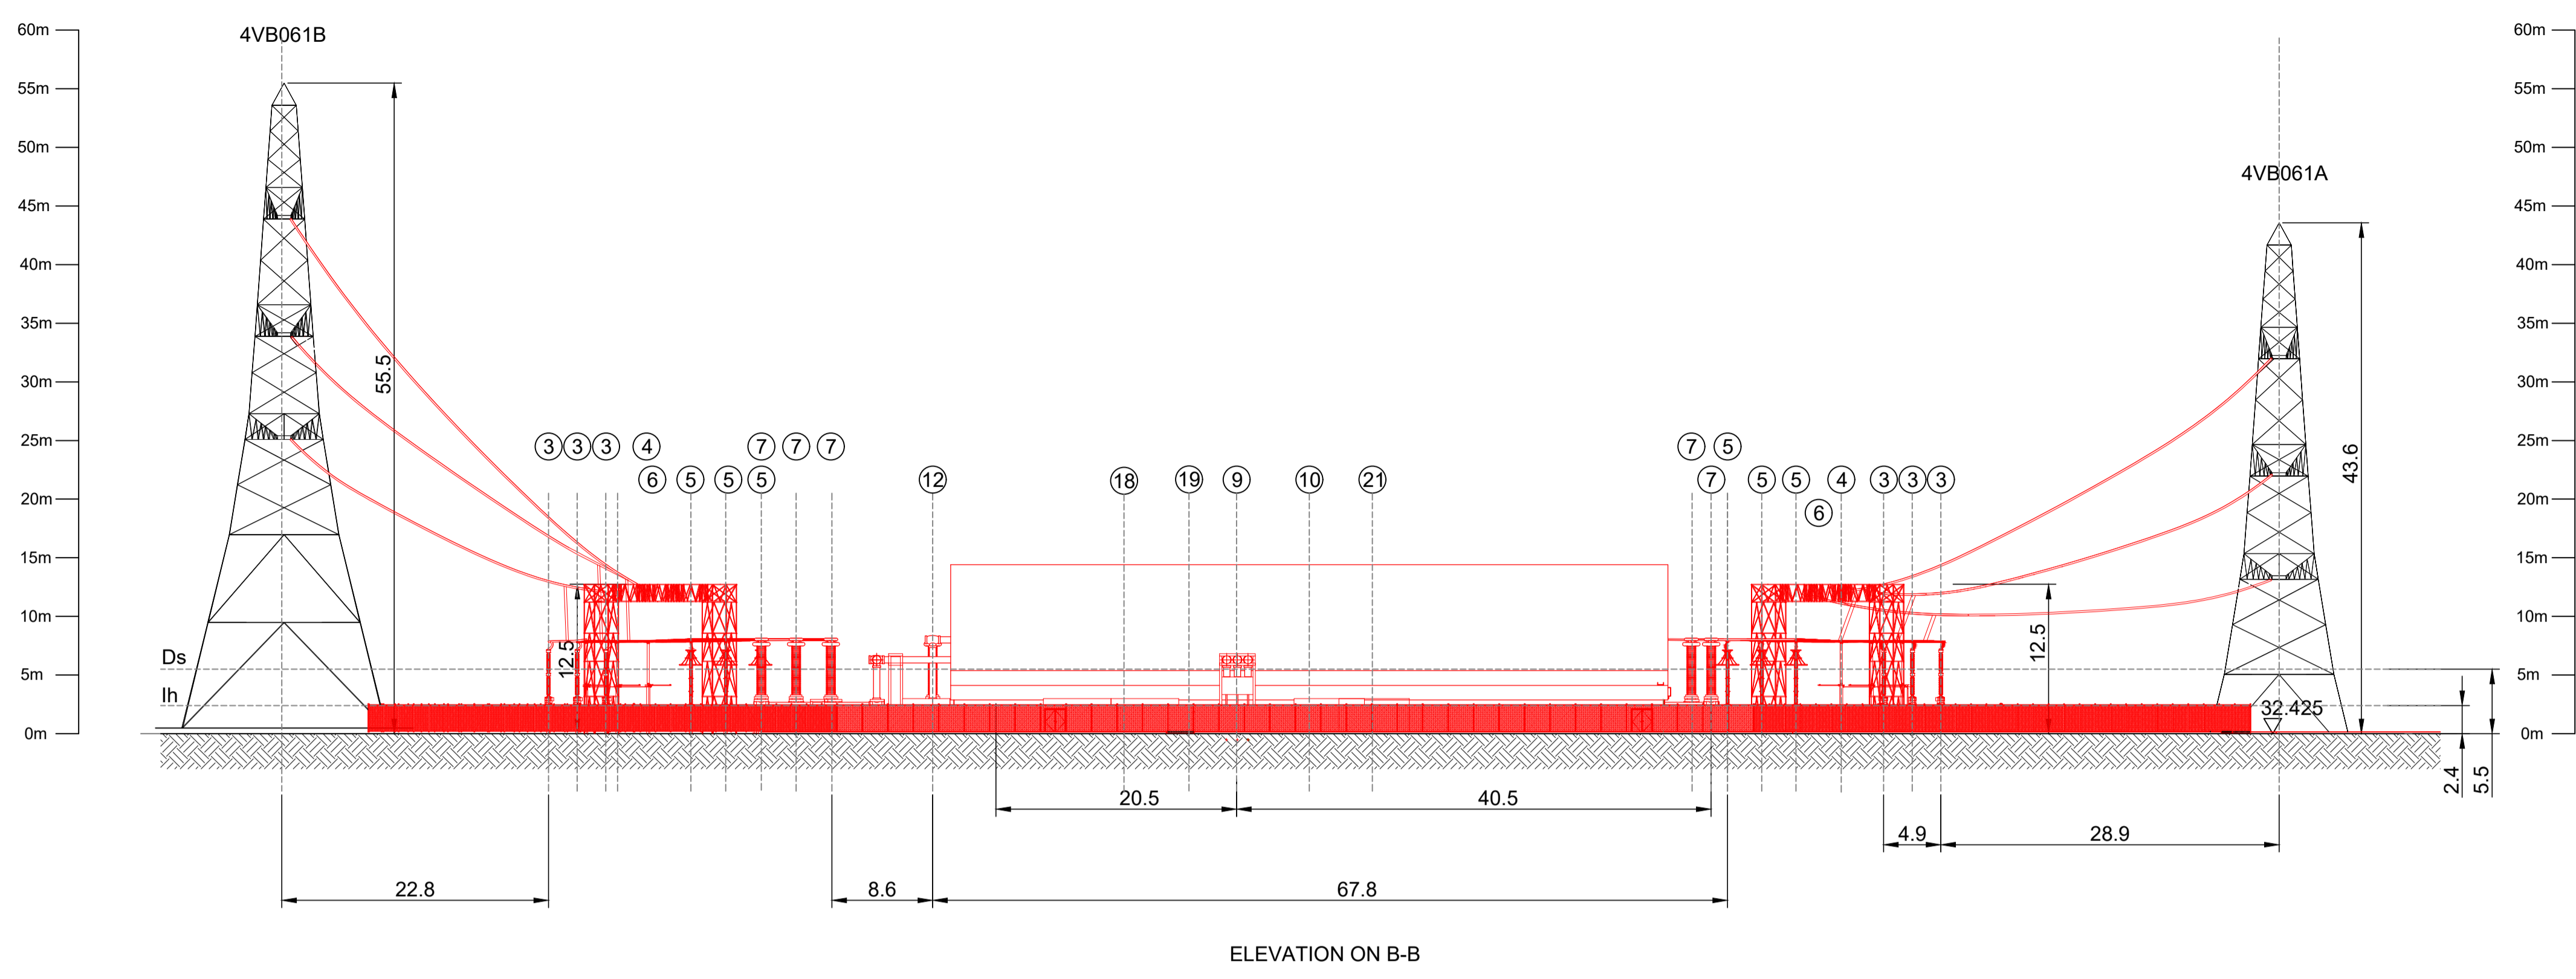 60m
55m
50m
45m
40m
35m
30m
25m
20m
15m
10m
5m
0m
4VB061B
55.5
Ds
Ih
3 3 3 4 7 7 7
6 5 5 5 12 18 19 9 10 21
7 5
7 5 5 4 3 3 3
6
12.5
12.5
4VB061A
43.6
32.425
60m
55m
50m
45m
40m
35m
30m
25m
20m
15m
10m
5m
0m
2.4
5.5
20.5 40.5
4.9 28.9
22.8 8.6 67.8
ELEVATION ON B-B